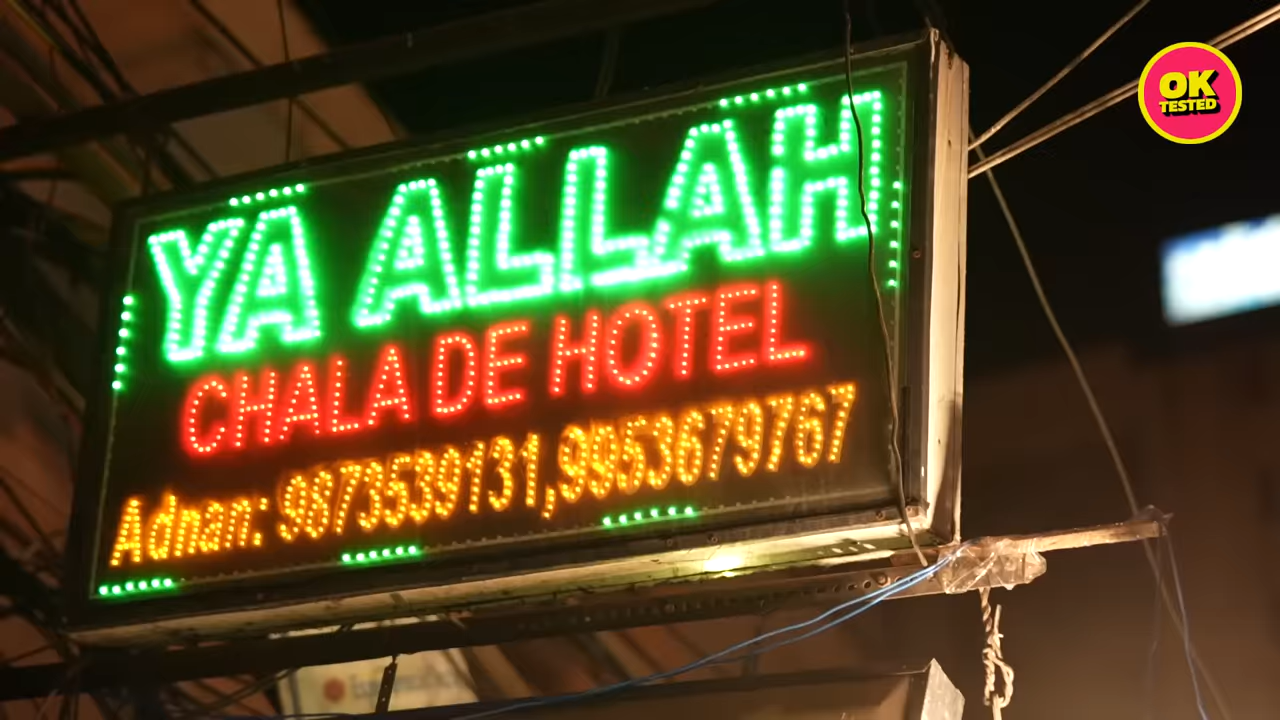 OK
TESTED
YA ALLAH
CHALA DE HOTEL
Adnan: 9873539131,9953679767